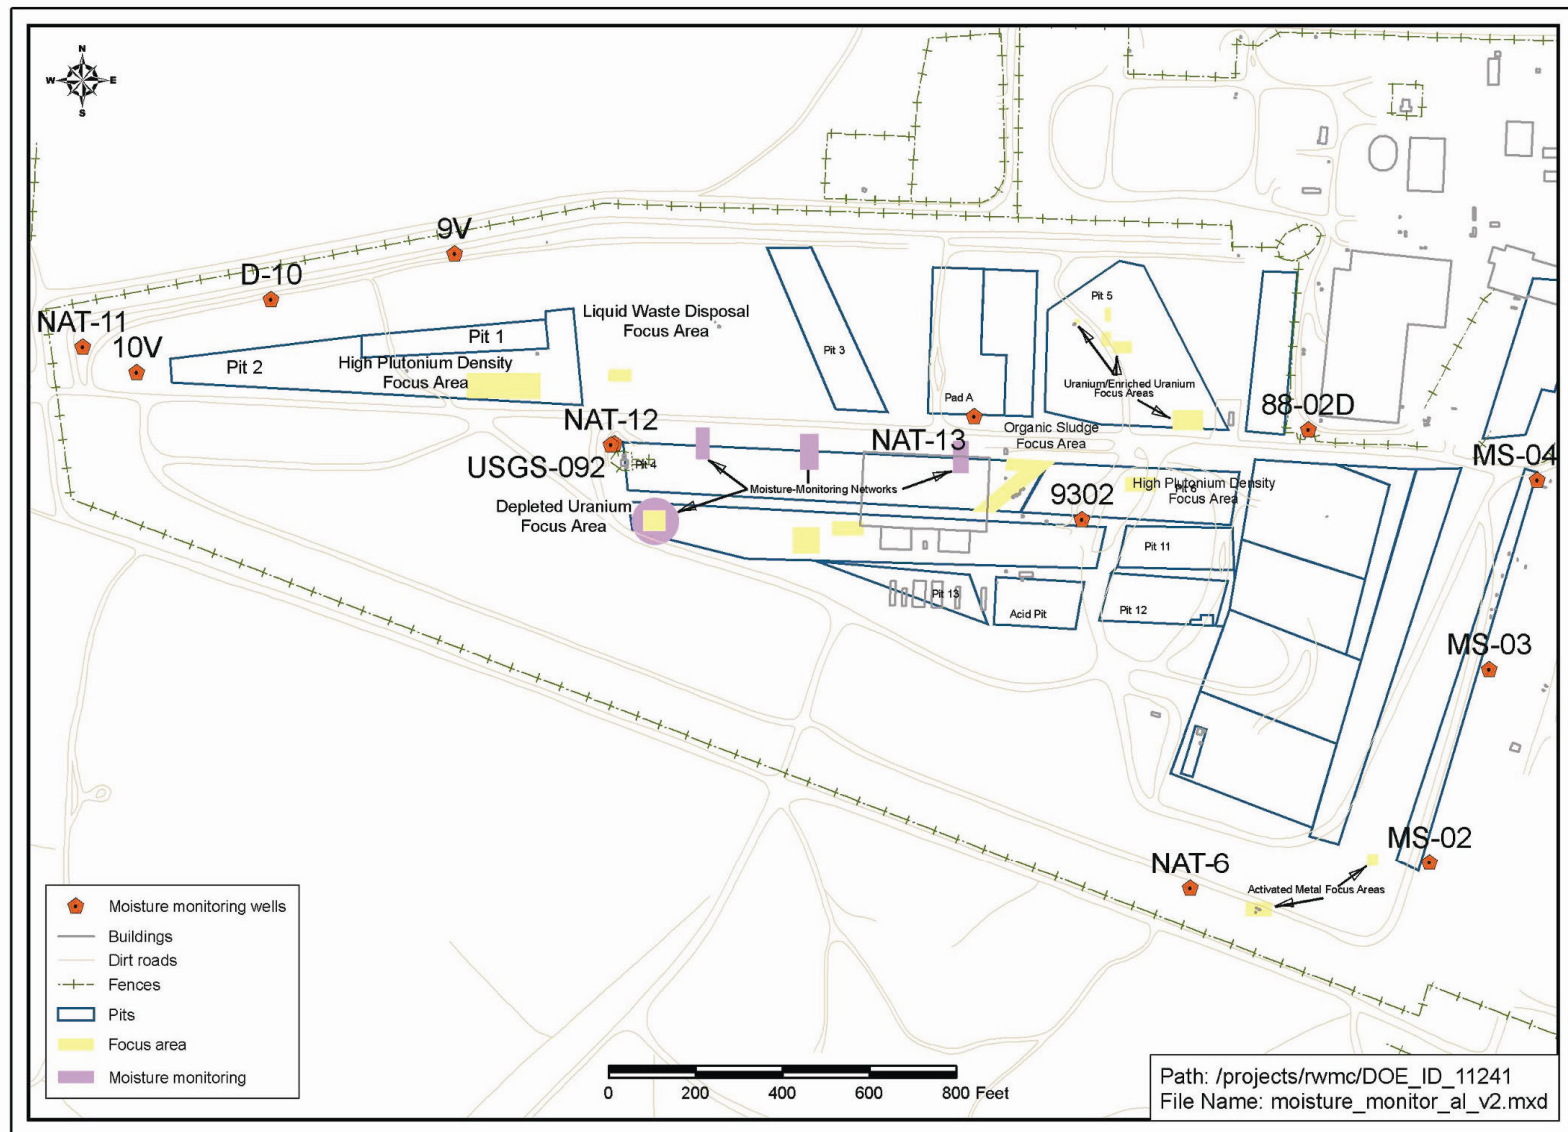 N
W E
S
9V
D-10
NAT-11
10V
Liquid Waste Disposal
Focus Area
Pit 1
Pit 2
High Plutonium Density
Focus Area
Pit 3
Pit 5
Uranium/Enriched Uranium
Focus Areas
Pad A
88-02D
NAT-12
USGS-092
Pit 4
NAT-13
Organic Sludge
Focus Area
MS-04
Moisture-Monitoring Networks
High Plutonium Density
Pit 6
Focus Area
Depleted Uranium
Focus Area
9302
Pit 11
Pit 13
Acid Pit
Pit 12
MS-03
MS-02
NAT-6
Activated Metal Focus Areas
Moisture monitoring wells
Buildings
Dirt roads
Fences
Pits
Focus area
Moisture monitoring
0 200 400 600 800 Feet
Path: /projects/rwmc/DOE_ID_11241
File Name: moisture_monitor_al_v2.mxd